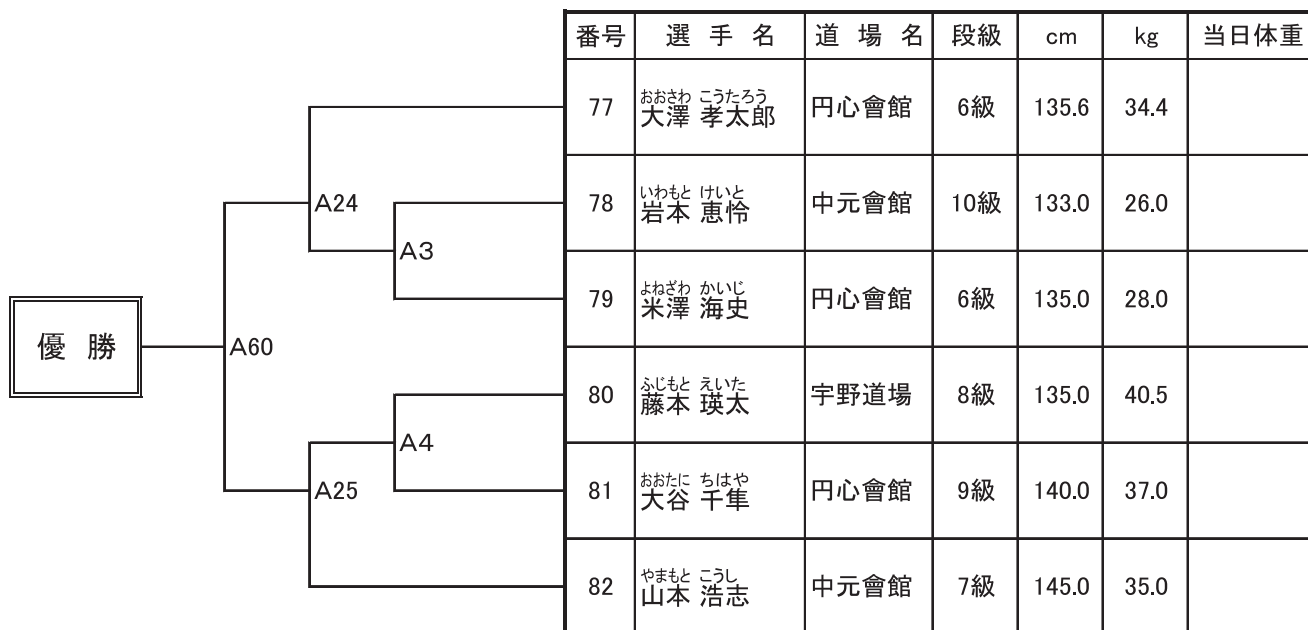 番号 選手名 道場名 段級 cm kg 当日体重
おおさわ こうたろう
77 大澤 孝太郎 円心會館 6級 135.6 34.4
A24
いわもと けいと
78 岩本 恵怜 中元會館 10級 133.0 26.0
A3
よねざわ かいじ
79 米澤 海史 円心會館 6級 135.0 28.0
優勝 A60
ふじもと えいた
80 藤本 瑛太 宇野道場 8級 135.0 40.5
A4
おおたに ちはや
81 大谷 千隼 円心會館 9級 140.0 37.0
A25
やまもと こうし
82 山本 浩志 中元會館 7級 145.0 35.0